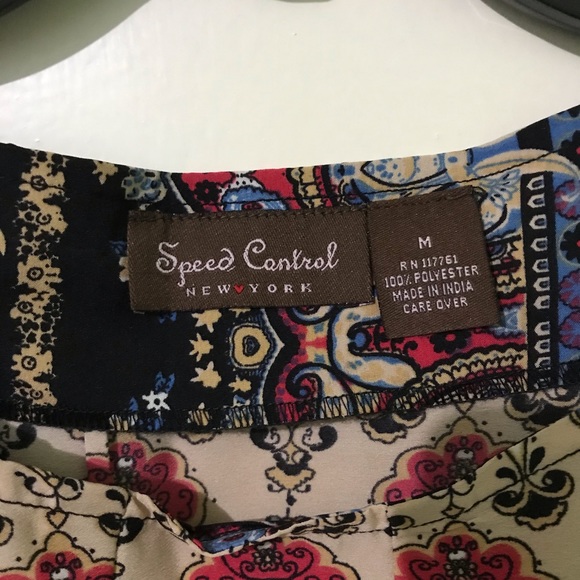 Speed Control
NEW♥YORK
M
RN 117761
100% POLYESTER
MADE IN INDIA
CARE OVER